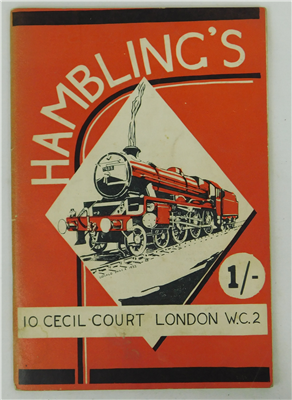 HAMBLING'S
1/-
10 CECIL COURT LONDON W.C.2